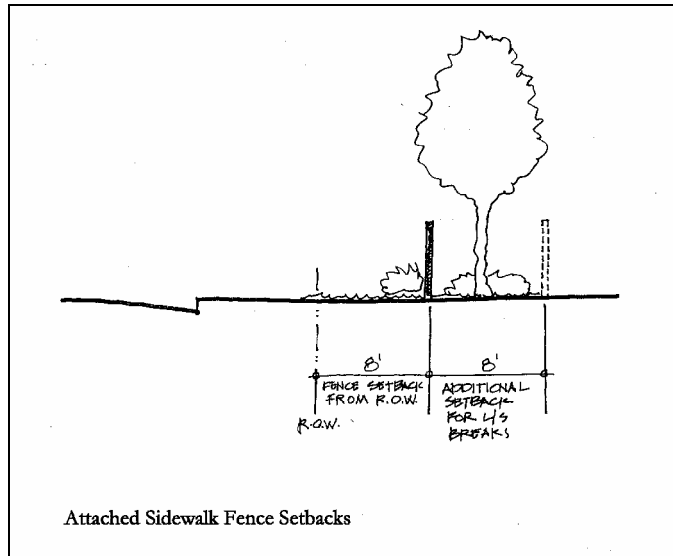 8'
8'
FENCE SETBACK
FROM R.O.W.
ADDITIONAL
SETBACK
FOR L/S
BREAKS
R.O.W.
Attached Sidewalk Fence Setbacks